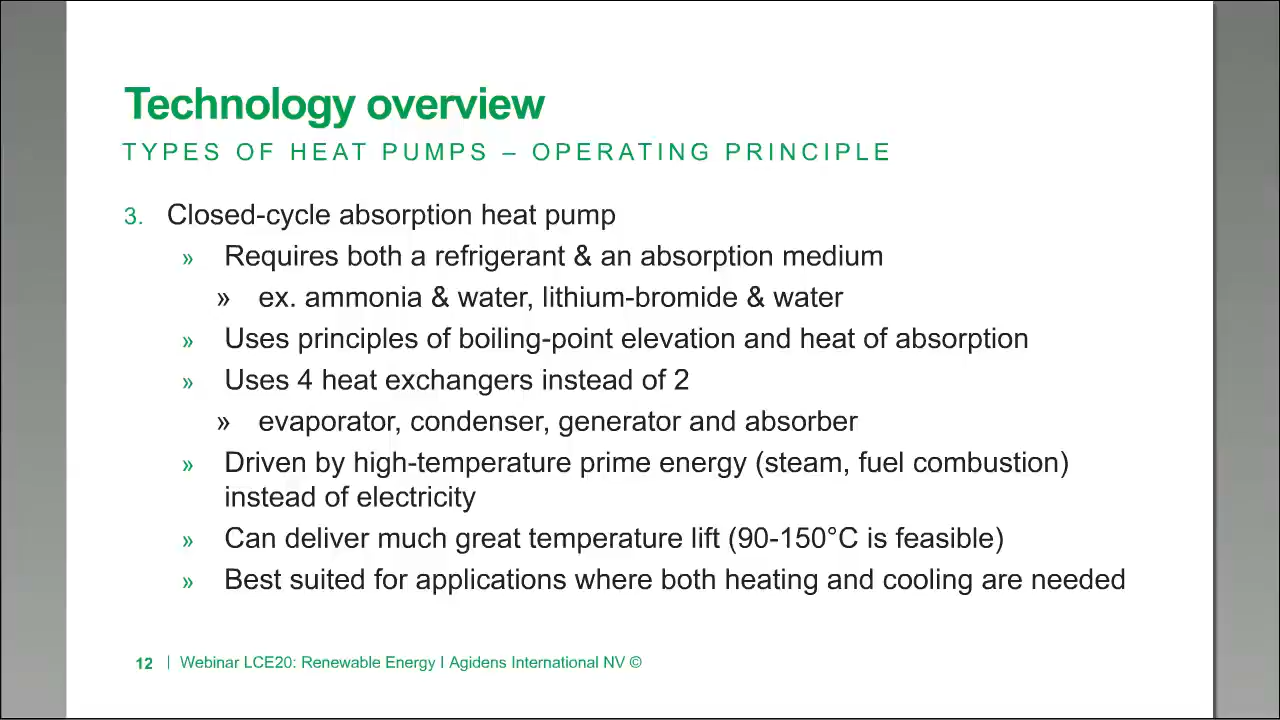 Technology overview
TYPES OF HEAT PUMPS – OPERATING PRINCIPLE
3. Closed-cycle absorption heat pump
» Requires both a refrigerant & an absorption medium
» ex. ammonia & water, lithium-bromide & water
» Uses principles of boiling-point elevation and heat of absorption
» Uses 4 heat exchangers instead of 2
» evaporator, condenser, generator and absorber
» Driven by high-temperature prime energy (steam, fuel combustion)
instead of electricity
» Can deliver much great temperature lift (90-150°C is feasible)
» Best suited for applications where both heating and cooling are needed
12 | Webinar LCE20: Renewable Energy I Agidens International NV ©